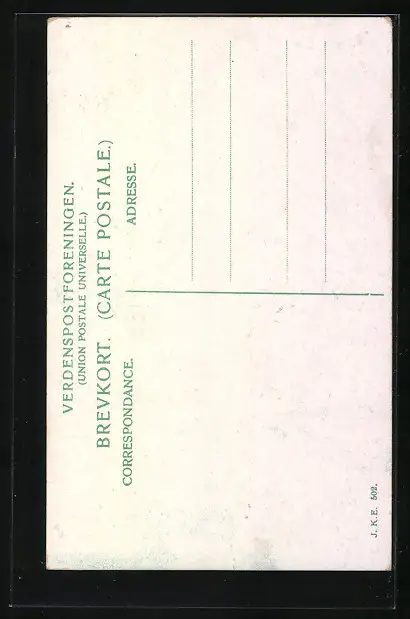 VERDENSPOSTFORENINGEN.
(UNION POSTALE UNIVERSELLE.)
BREVKORT. (CARTE POSTALE.)
CORRESPONDANCE. ADRESSE.
J. K. E. 502.